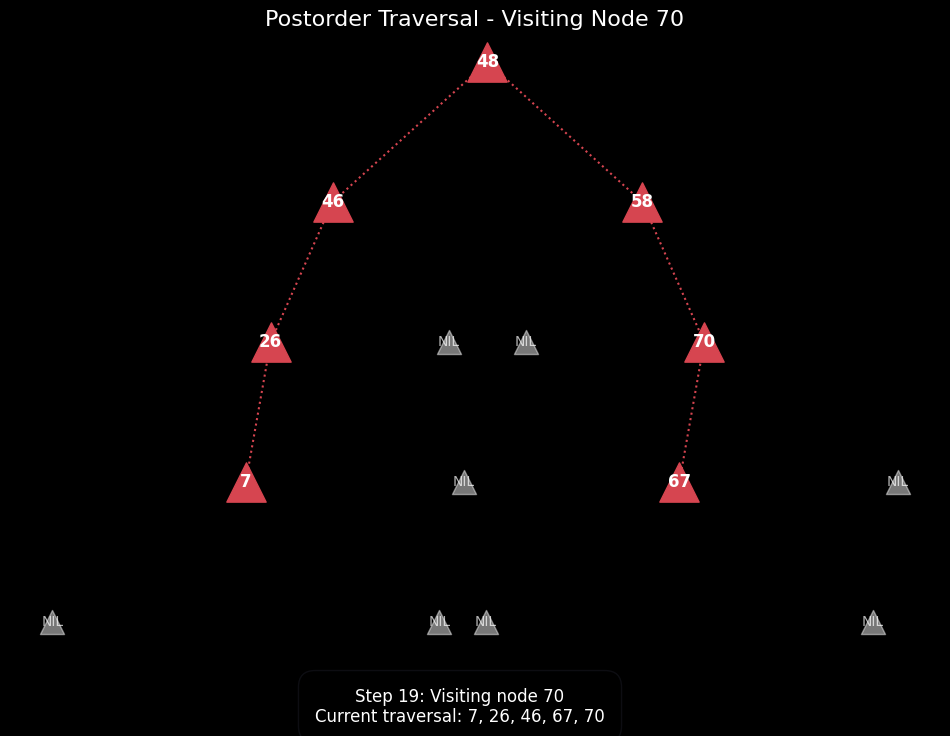 Postorder Traversal - Visiting Node 70
48
46
58
26
NIL
NIL
70
7
NIL
67
NIL
NIL
NIL
NIL
NIL
Step 19: Visiting node 70
Current traversal: 7, 26, 46, 67, 70